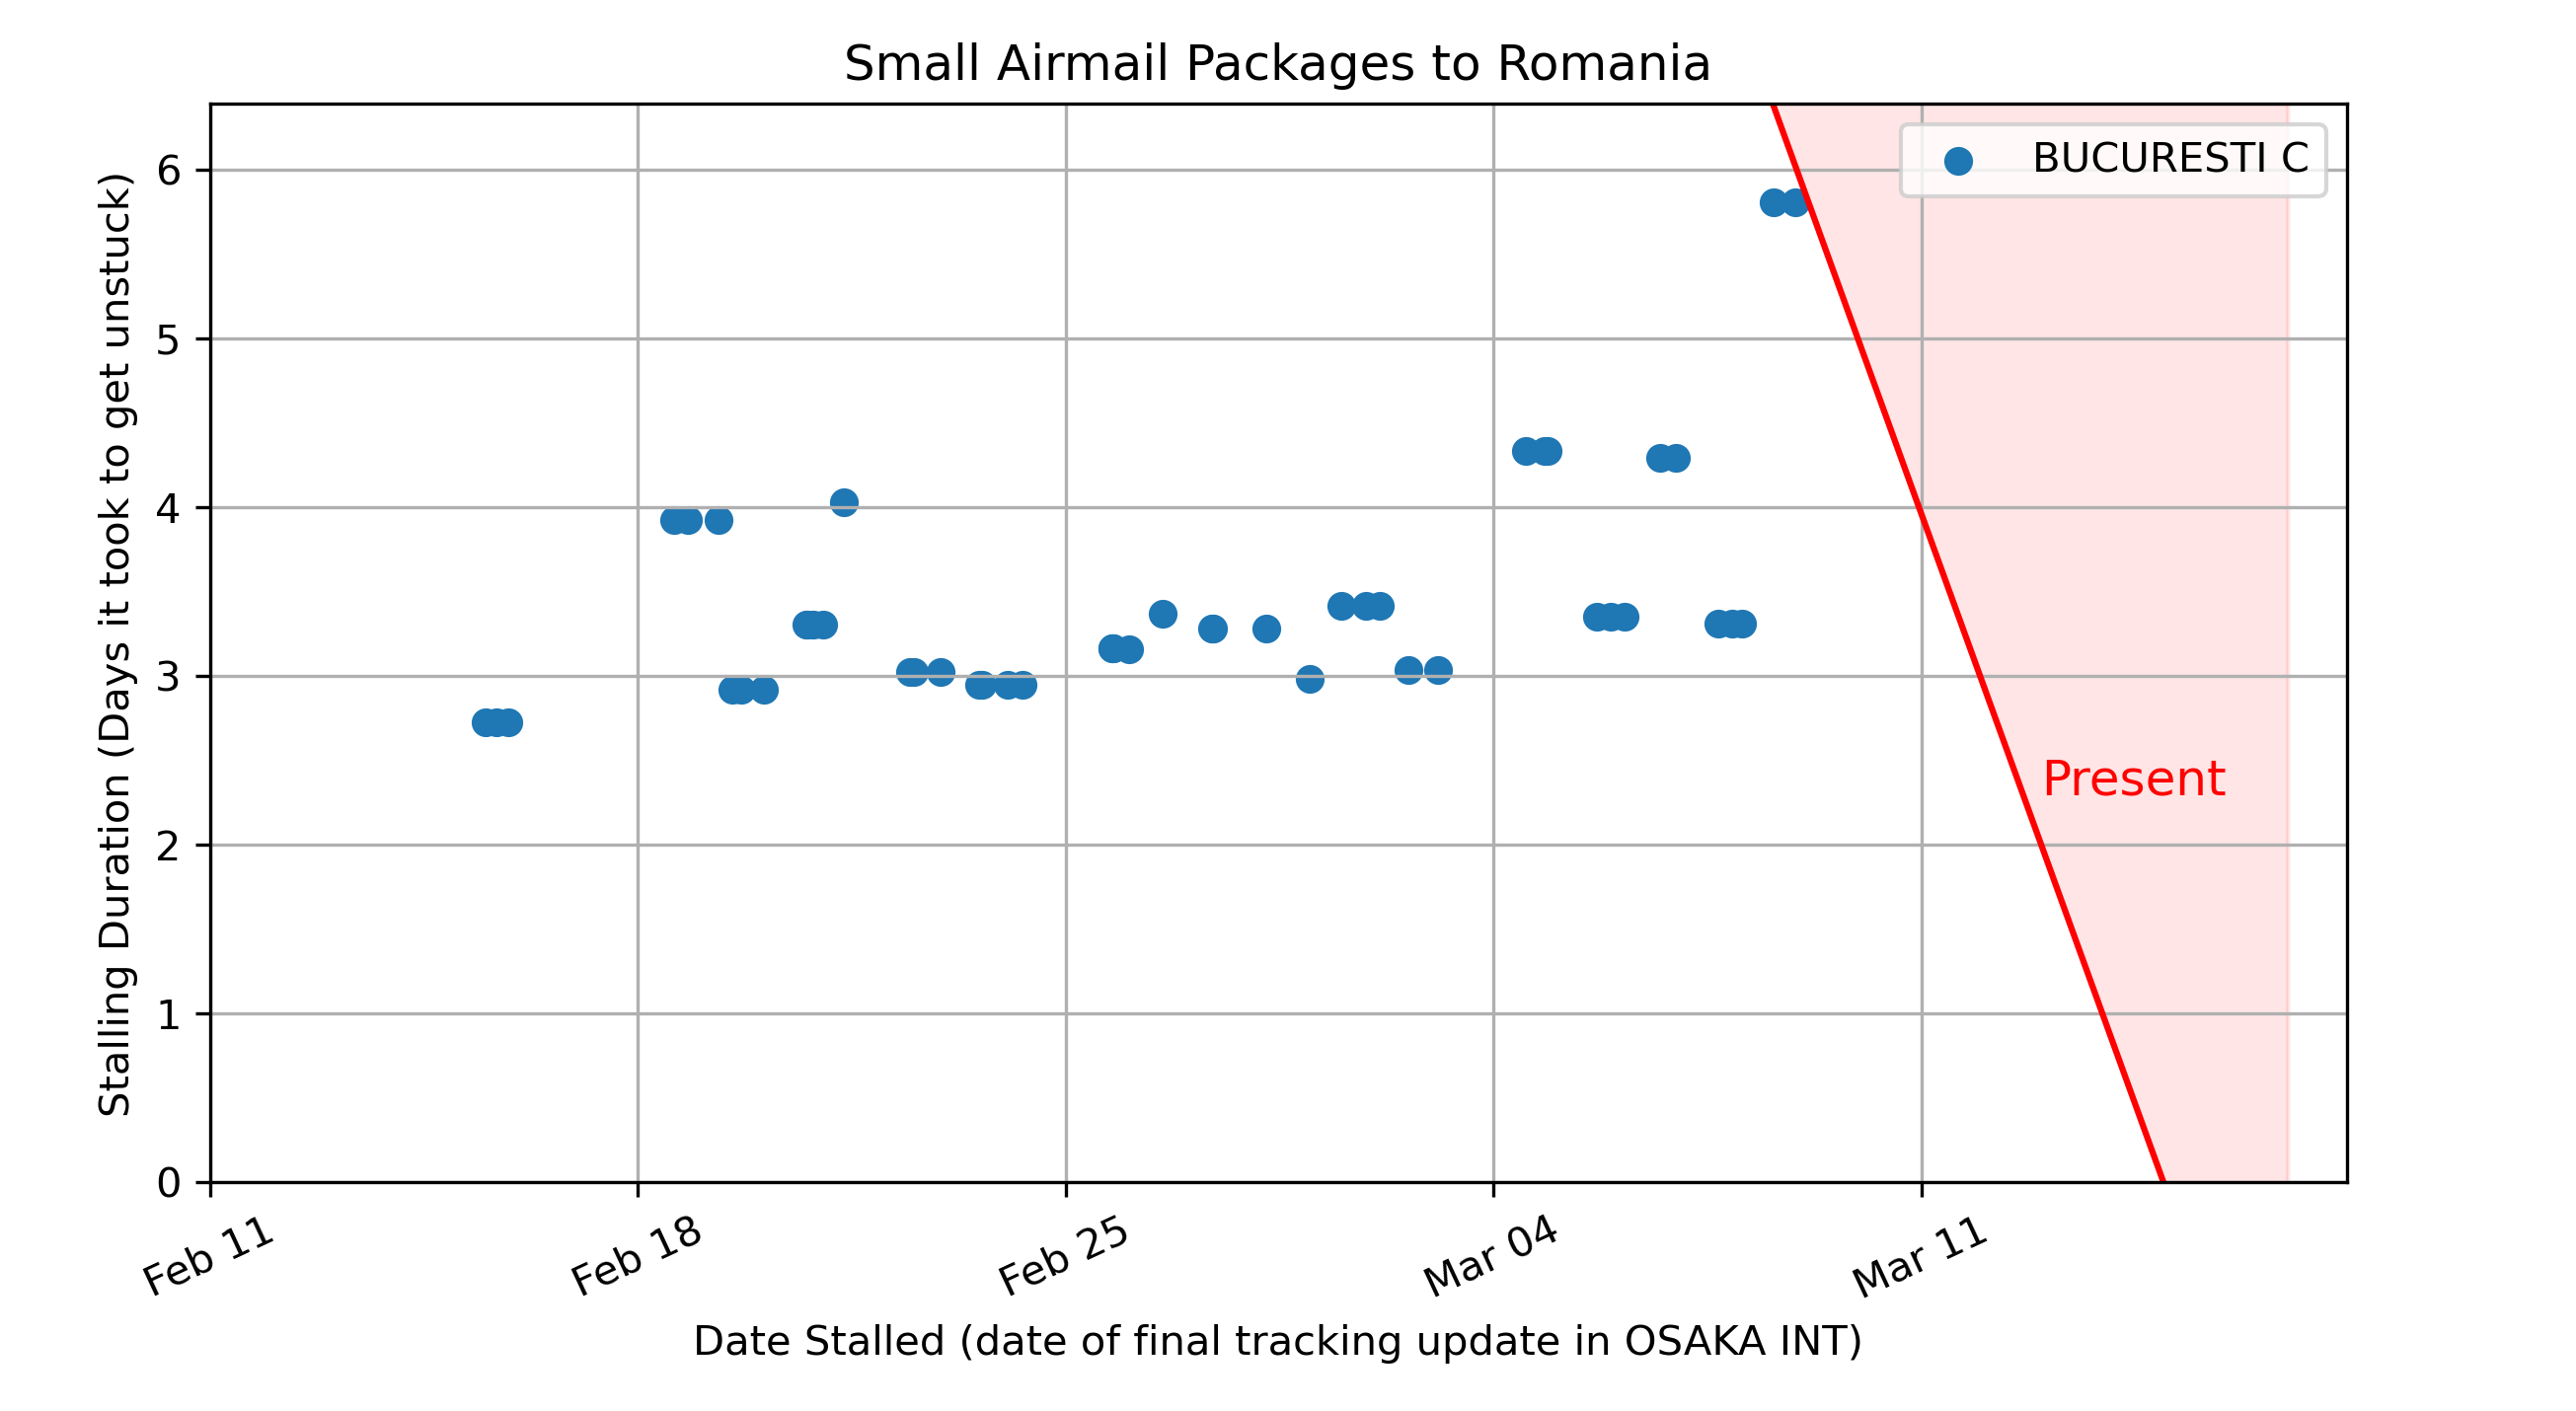 Small Airmail Packages to Romania
BUCURESTI C
Stalling Duration (Days it took to get unstuck)
6
5
4
3
2
1
0
Present
Feb 11
Feb 18
Feb 25
Mar 04
Mar 11
Date Stalled (date of final tracking update in OSAKA INT)